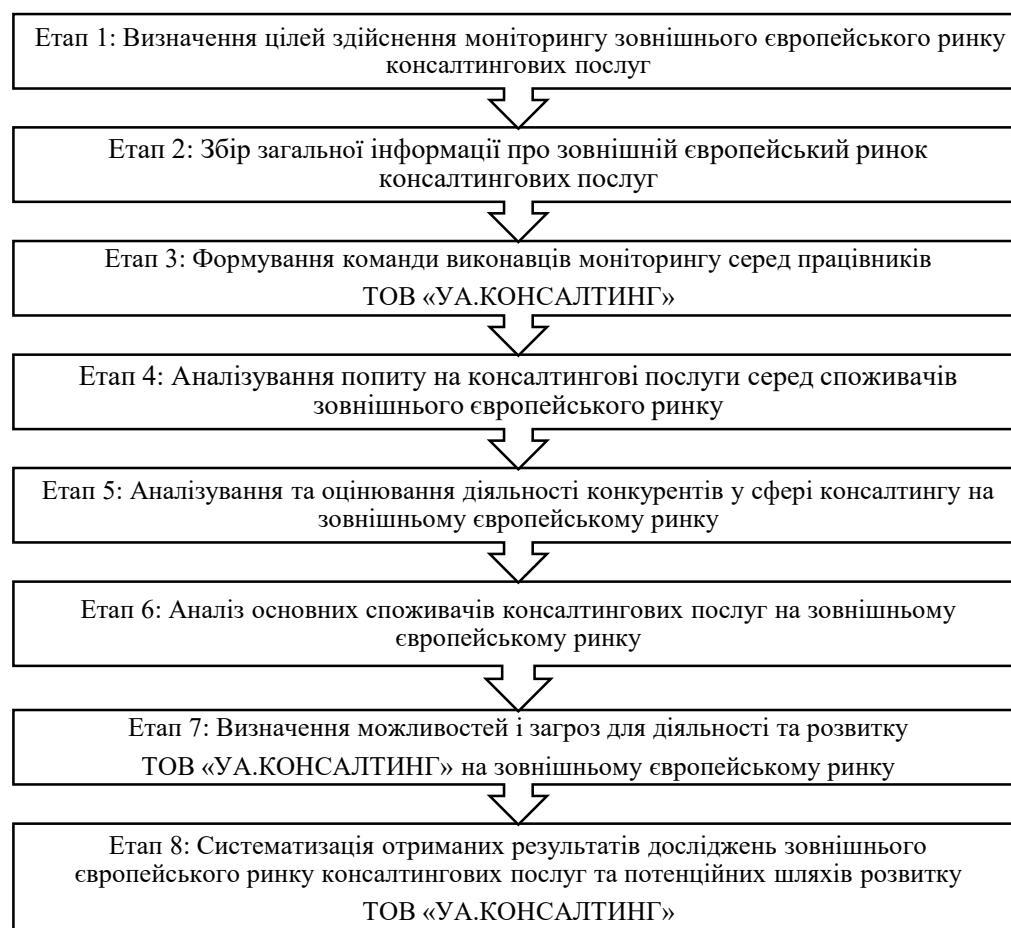 Етап 1: Визначення цілей здійснення моніторингу зовнішнього європейського ринку
консалтингових послуг
Етап 2: Збір загальної інформації про зовнішній європейський ринок
консалтингових послуг
Етап 3: Формування команди виконавців моніторингу серед працівників
ТОВ «УА.КОНСАЛТИНГ»
Етап 4: Аналізування попиту на консалтингові послуги серед споживачів
зовнішнього європейського ринку
Етап 5: Аналізування та оцінювання діяльності конкурентів у сфері консалтингу на
зовнішньому європейському ринку
Етап 6: Аналіз основних споживачів консалтингових послуг на зовнішньому
європейському ринку
Етап 7: Визначення можливостей і загроз для діяльності та розвитку
ТОВ «УА.КОНСАЛТИНГ» на зовнішньому європейському ринку
Етап 8: Систематизація отриманих результатів досліджень зовнішнього
європейського ринку консалтингових послуг та потенційних шляхів розвитку
ТОВ «УА.КОНСАЛТИНГ»